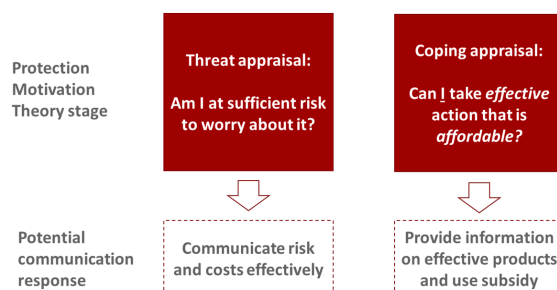 Protection
Motivation
Theory stage
Threat appraisal:
Am I at sufficient risk
to worry about it?
Coping appraisal:
Can I take effective
action that is
affordable?
Potential
communication
response
Communicate risk
and costs effectively
Provide information
on effective products
and use subsidy